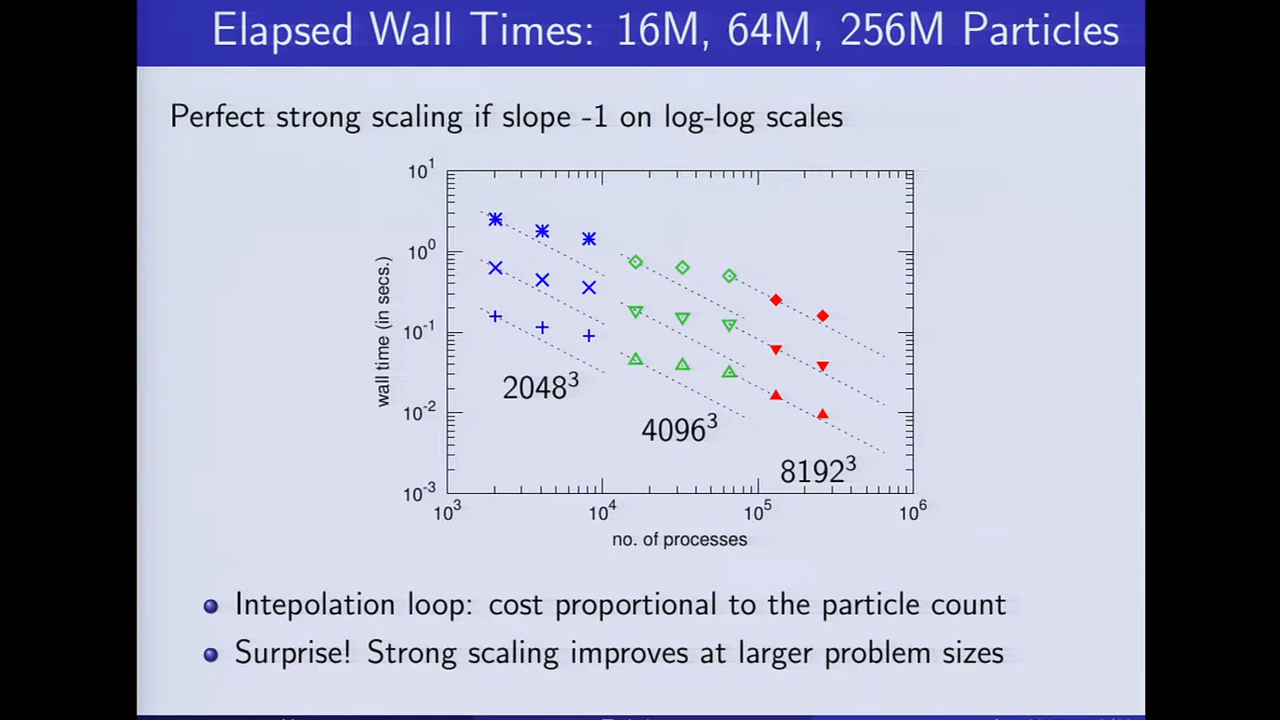 Elapsed Wall Times: 16M, 64M, 256M Particles
Perfect strong scaling if slope -1 on log-log scales
10^1
10^0
10^-1
10^-2
10^-3
wall time (in secs.)
2048^3
4096^3
8192^3
10^3 10^4 10^5 10^6
no. of processes
Intepolation loop: cost proportional to the particle count
Surprise! Strong scaling improves at larger problem sizes